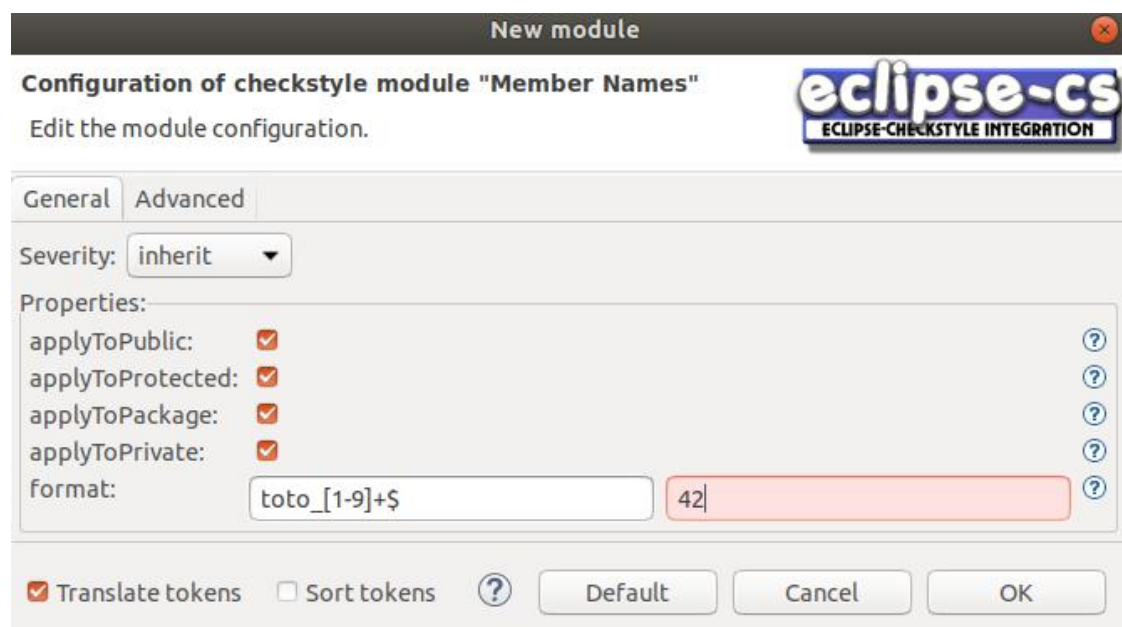 New module
Configuration of checkstyle module "Member Names"
Edit the module configuration.
eclipse-cs
ECLIPSE-CHECKSTYLE INTEGRATION
General Advanced
Severity: inherit
Properties:
applyToPublic: ?
applyToProtected: ?
applyToPackage: ?
applyToPrivate: ?
format: toto_[1-9]+$ 42 ?
Translate tokens Sort tokens ? Default Cancel OK